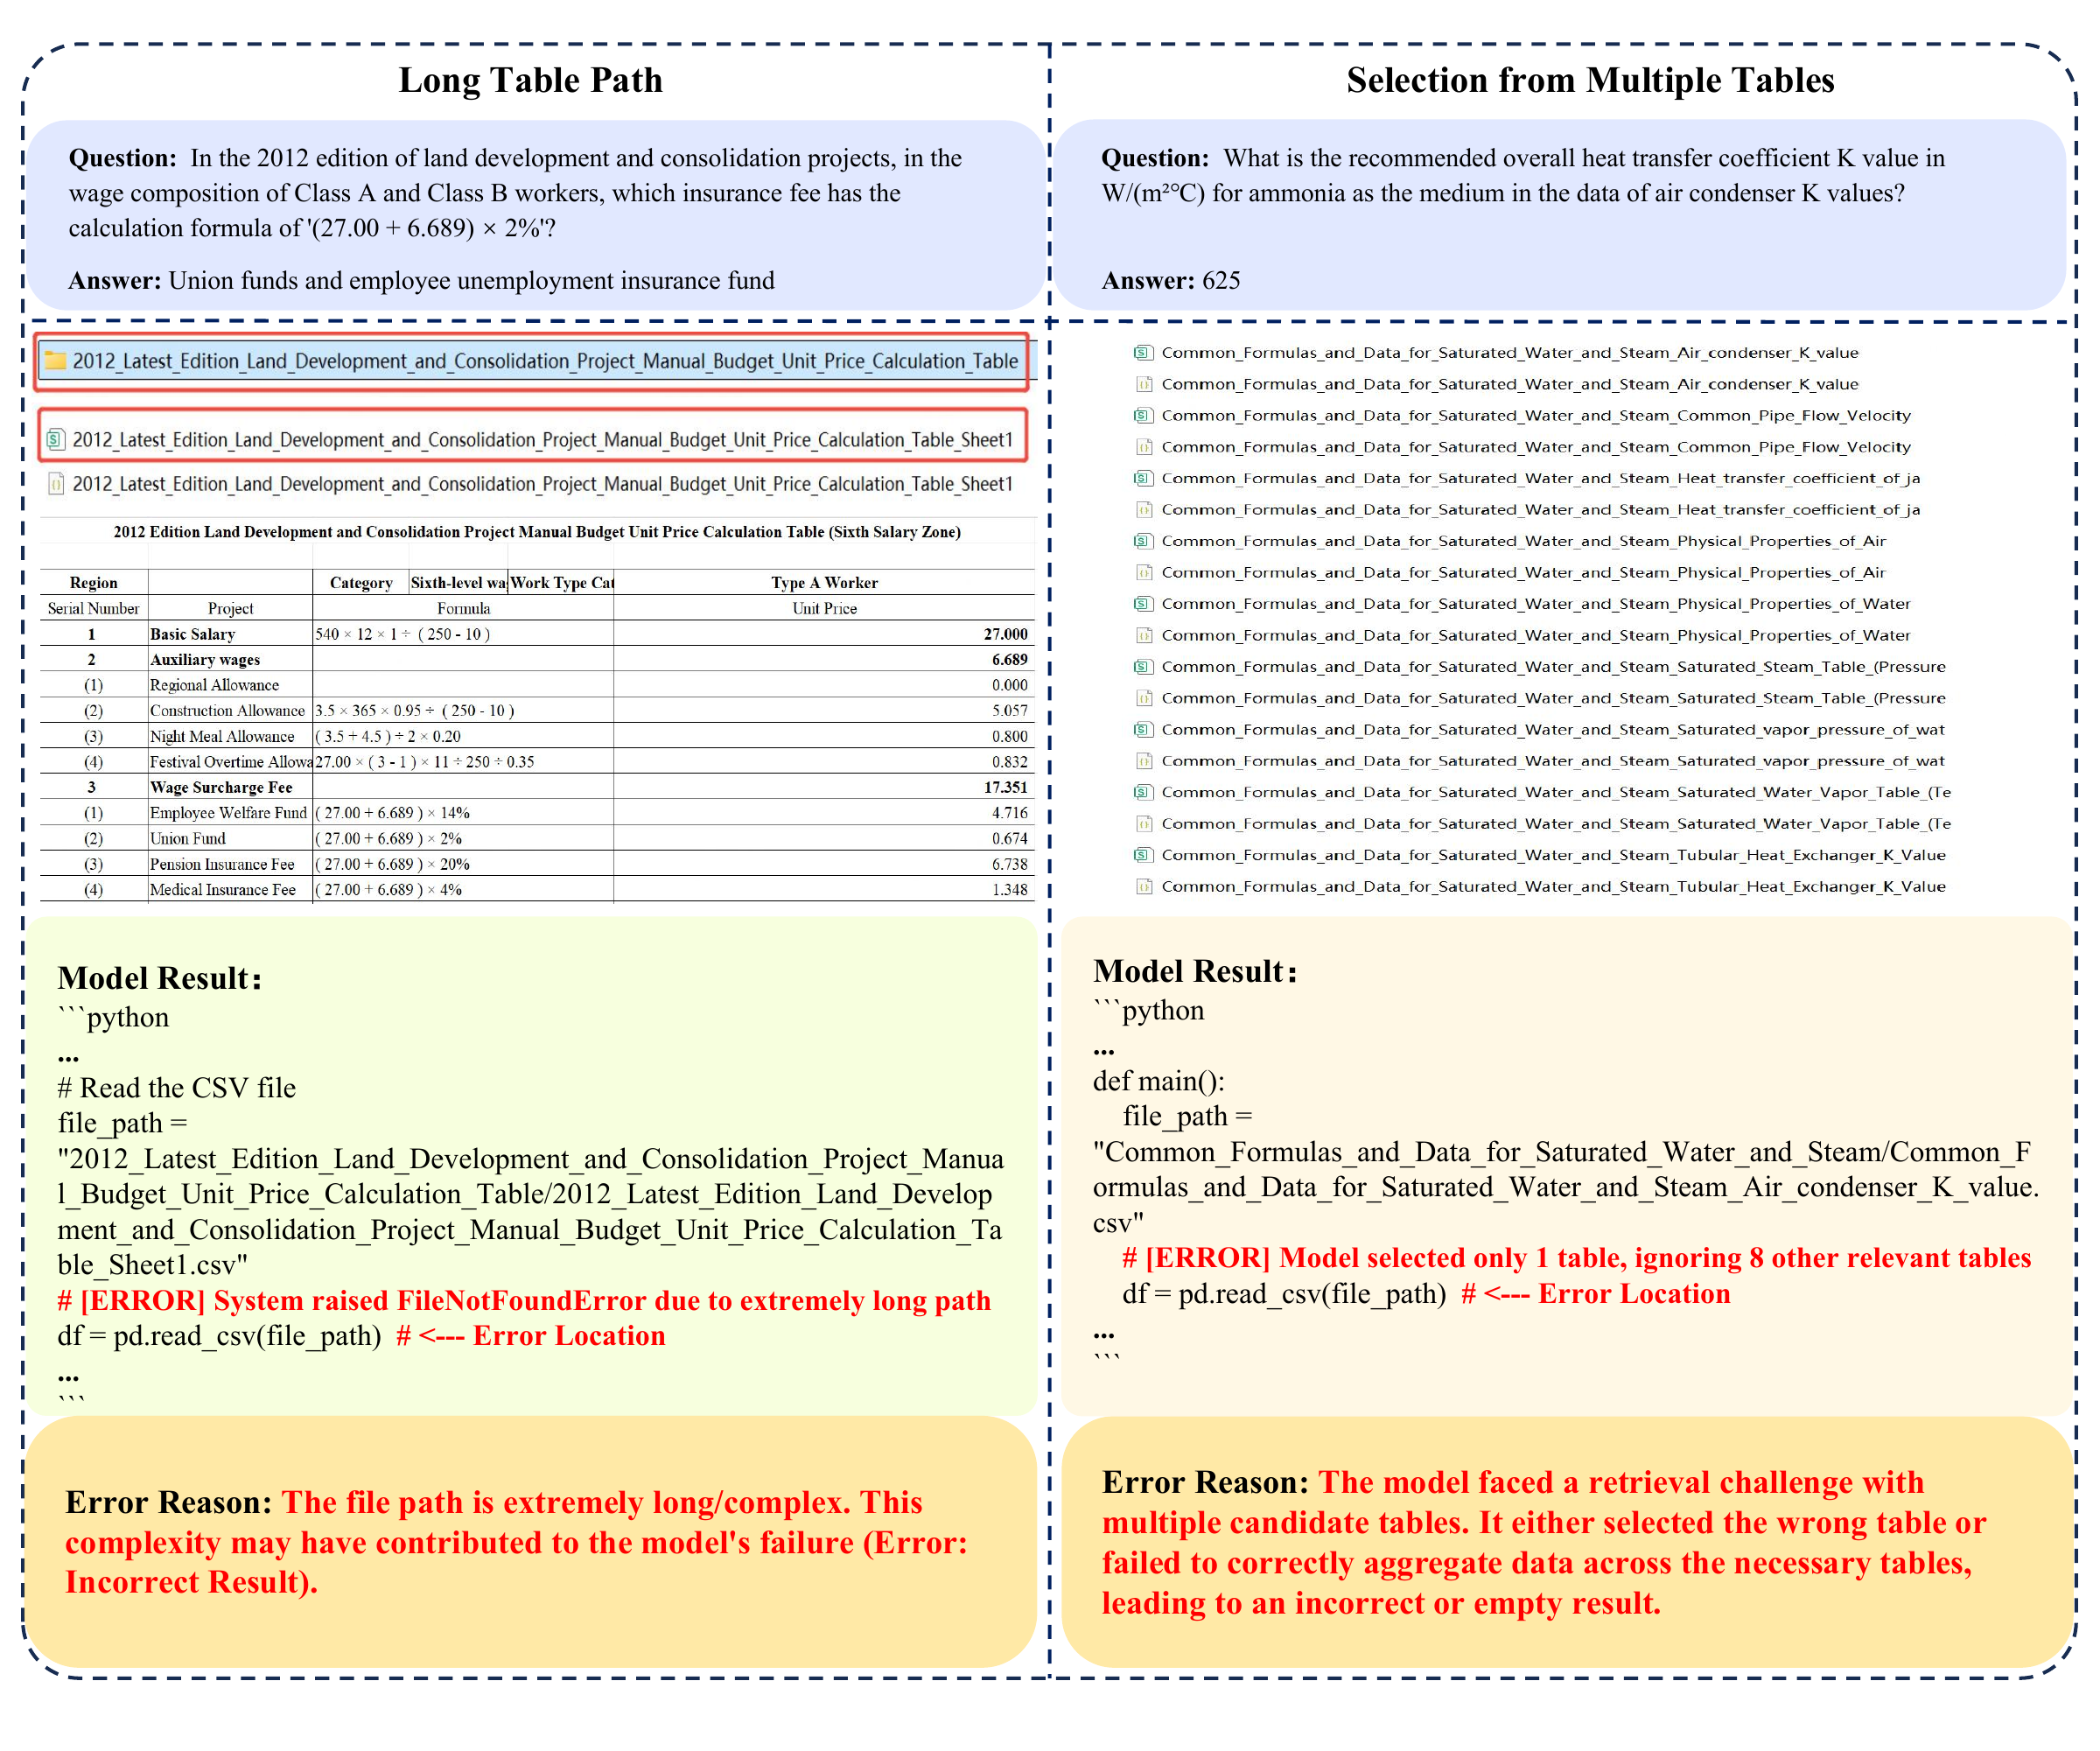 Long Table Path
Question: In the 2012 edition of land development and consolidation projects, in the
wage composition of Class A and Class B workers, which insurance fee has the
calculation formula of '(27.00 + 6.689) × 2%'?
Answer: Union funds and employee unemployment insurance fund
2012_Latest_Edition_Land_Development_and_Consolidation_Project_Manual_Budget_Unit_Price_Calculation_Table
2012_Latest_Edition_Land_Development_and_Consolidation_Project_Manual_Budget_Unit_Price_Calculation_Table_Sheet1
2012_Latest_Edition_Land_Development_and_Consolidation_Project_Manual_Budget_Unit_Price_Calculation_Table_Sheet1
2012 Edition Land Development and Consolidation Project Manual Budget Unit Price Calculation Table (Sixth Salary Zone)
Region Category Sixth-level wa Work Type Cat Type A Worker
Serial Number Project Formula Unit Price
1 Basic Salary 540 × 12 × 1 ÷ ( 250 - 10 ) 27.000
2 Auxiliary wages 6.689
(1) Regional Allowance 0.000
(2) Construction Allowance 3.5 × 365 × 0.95 ÷ ( 250 - 10 ) 5.057
(3) Night Meal Allowance ( 3.5 + 4.5 ) ÷ 2 × 0.20 0.800
(4) Festival Overtime Allowa 27.00 × ( 3 - 1 ) × 11 ÷ 250 ÷ 0.35 0.832
3 Wage Surcharge Fee 17.351
(1) Employee Welfare Fund ( 27.00 + 6.689 ) × 14% 4.716
(2) Union Fund ( 27.00 + 6.689 ) × 2% 0.674
(3) Pension Insurance Fee ( 27.00 + 6.689 ) × 20% 6.738
(4) Medical Insurance Fee ( 27.00 + 6.689 ) × 4% 1.348
Model Result:
```python
...
# Read the CSV file
file_path =
"2012_Latest_Edition_Land_Development_and_Consolidation_Project_Manua
l_Budget_Unit_Price_Calculation_Table/2012_Latest_Edition_Land_Develop
ment_and_Consolidation_Project_Manual_Budget_Unit_Price_Calculation_Ta
ble_Sheet1.csv"
# [ERROR] System raised FileNotFoundError due to extremely long path
df = pd.read_csv(file_path) # <--- Error Location
...
```
Error Reason: The file path is extremely long/complex. This
complexity may have contributed to the model's failure (Error:
Incorrect Result).
Selection from Multiple Tables
Question: What is the recommended overall heat transfer coefficient K value in
W/(m²°C) for ammonia as the medium in the data of air condenser K values?
Answer: 625
Common_Formulas_and_Data_for_Saturated_Water_and_Steam_Air_condenser_K_value
Common_Formulas_and_Data_for_Saturated_Water_and_Steam_Air_condenser_K_value
Common_Formulas_and_Data_for_Saturated_Water_and_Steam_Common_Pipe_Flow_Velocity
Common_Formulas_and_Data_for_Saturated_Water_and_Steam_Common_Pipe_Flow_Velocity
Common_Formulas_and_Data_for_Saturated_Water_and_Steam_Heat_transfer_coefficient_of_ja
Common_Formulas_and_Data_for_Saturated_Water_and_Steam_Heat_transfer_coefficient_of_ja
Common_Formulas_and_Data_for_Saturated_Water_and_Steam_Physical_Properties_of_Air
Common_Formulas_and_Data_for_Saturated_Water_and_Steam_Physical_Properties_of_Air
Common_Formulas_and_Data_for_Saturated_Water_and_Steam_Physical_Properties_of_Water
Common_Formulas_and_Data_for_Saturated_Water_and_Steam_Physical_Properties_of_Water
Common_Formulas_and_Data_for_Saturated_Water_and_Steam_Saturated_Steam_Table_(Pressure
Common_Formulas_and_Data_for_Saturated_Water_and_Steam_Saturated_Steam_Table_(Pressure
Common_Formulas_and_Data_for_Saturated_Water_and_Steam_Saturated_vapor_pressure_of_wat
Common_Formulas_and_Data_for_Saturated_Water_and_Steam_Saturated_vapor_pressure_of_wat
Common_Formulas_and_Data_for_Saturated_Water_and_Steam_Saturated_Water_Vapor_Table_(Te
Common_Formulas_and_Data_for_Saturated_Water_and_Steam_Saturated_Water_Vapor_Table_(Te
Common_Formulas_and_Data_for_Saturated_Water_and_Steam_Tubular_Heat_Exchanger_K_Value
Common_Formulas_and_Data_for_Saturated_Water_and_Steam_Tubular_Heat_Exchanger_K_Value
Model Result:
```python
...
def main():
file_path =
"Common_Formulas_and_Data_for_Saturated_Water_and_Steam/Common_F
ormulas_and_Data_for_Saturated_Water_and_Steam_Air_condenser_K_value.
csv"
# [ERROR] Model selected only 1 table, ignoring 8 other relevant tables
df = pd.read_csv(file_path) # <--- Error Location
...
```
Error Reason: The model faced a retrieval challenge with
multiple candidate tables. It either selected the wrong table or
failed to correctly aggregate data across the necessary tables,
leading to an incorrect or empty result.